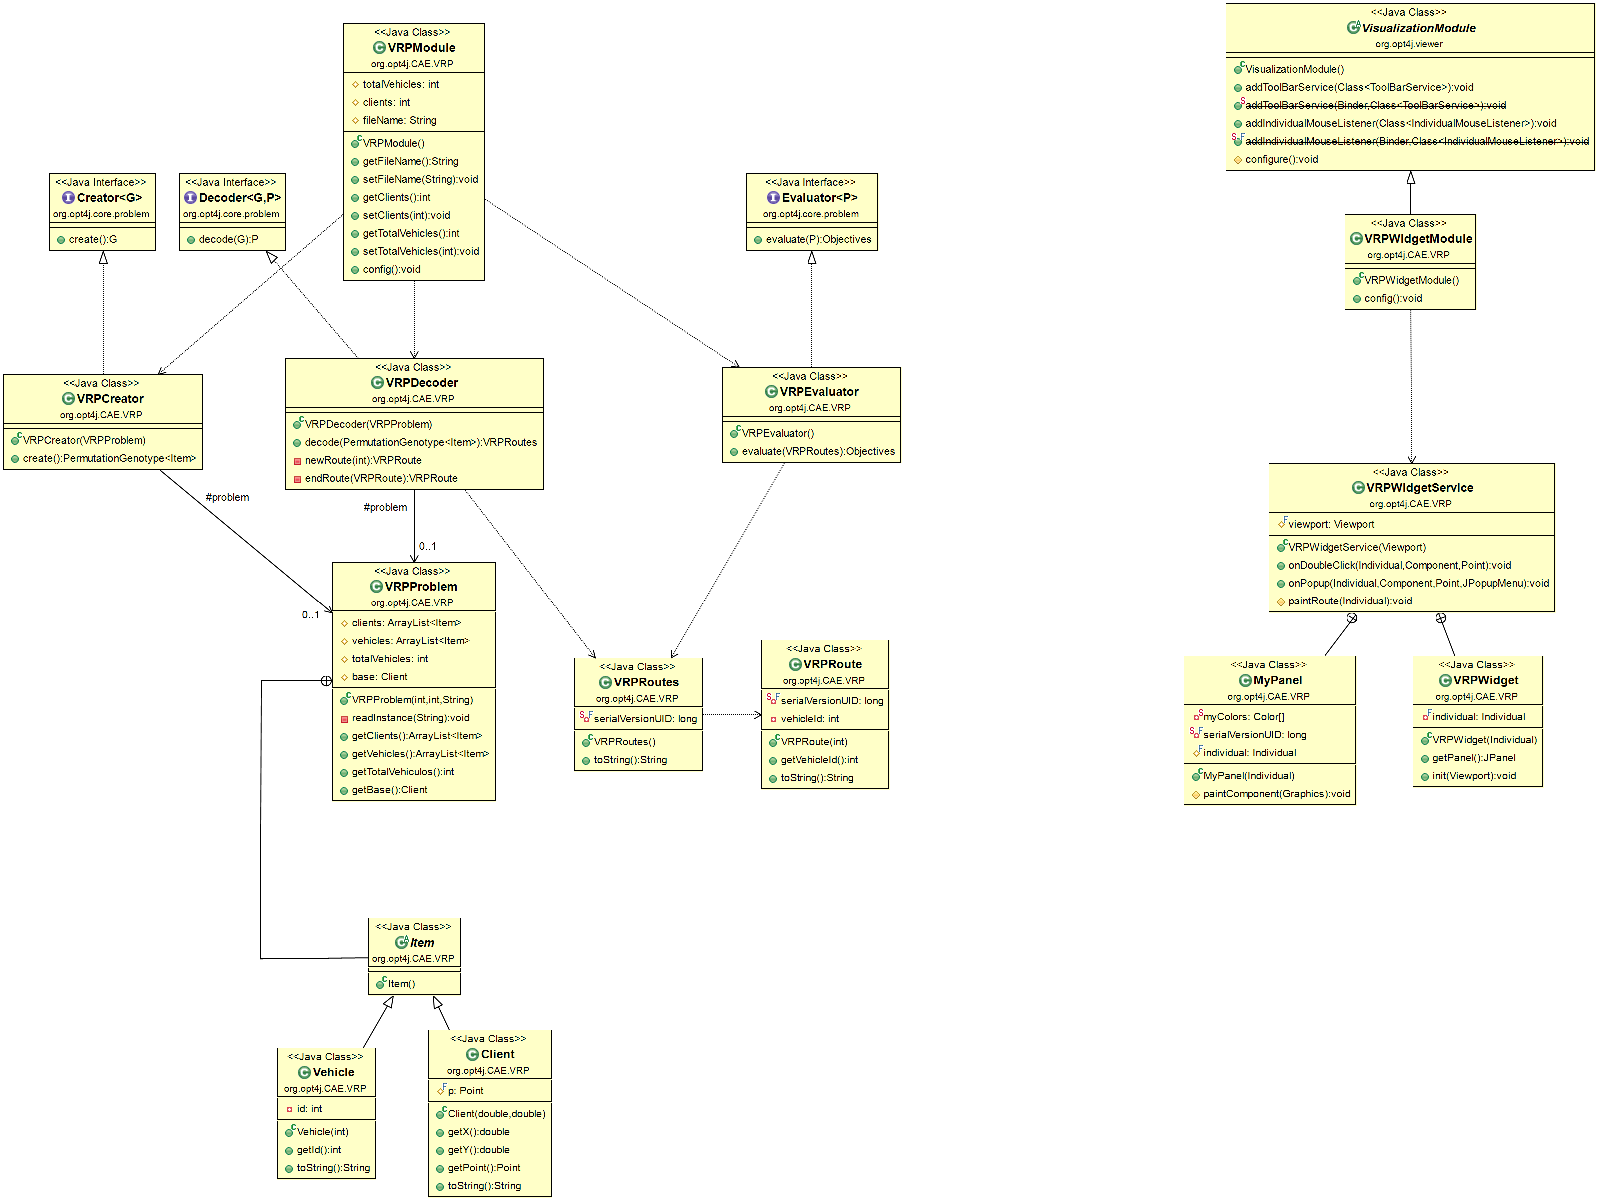 <<Java Class>>
VRPModule
org.opt4j.CAE.VRP
totalVehicles: int
clients: int
fileName: String
VRPModule()
getFileName():String
setFileName(String):void
getClients():int
setClients(int):void
getTotalVehicles():int
setTotalVehicles(int):void
config():void
<<Java Class>>
VisualizationModule
org.opt4j.viewer
VisualizationModule()
addToolBarService(Class<ToolBarService>):void
addToolBarService(Binder,Class<ToolBarService>):void
addIndividualMouseListener(Class<IndividualMouseListener>):void
addIndividualMouseListener(Binder,Class<IndividualMouseListener>):void
configure():void
<<Java Interface>>
Creator<G>
org.opt4j.core.problem
create():G
<<Java Interface>>
Decoder<G,P>
org.opt4j.core.problem
decode(G):P
<<Java Interface>>
Evaluator<P>
org.opt4j.core.problem
evaluate(P):Objectives
<<Java Class>>
VRPWidgetModule
org.opt4j.CAE.VRP
VRPWidgetModule()
config():void
<<Java Class>>
VRPCreator
org.opt4j.CAE.VRP
VRPCreator(VRPProblem)
create():PermutationGenotype<Item>
<<Java Class>>
VRPDecoder
org.opt4j.CAE.VRP
VRPDecoder(VRPProblem)
decode(PermutationGenotype<Item>):VRPRoutes
newRoute(int):VRPRoute
endRoute(VRPRoute):VRPRoute
<<Java Class>>
VRPEvaluator
org.opt4j.CAE.VRP
VRPEvaluator()
evaluate(VRPRoutes):Objectives
<<Java Class>>
VRPWidgetService
org.opt4j.CAE.VRP
viewport: Viewport
VRPWidgetService(Viewport)
onDoubleClick(Individual,Component,Point):void
onPopup(Individual,Component,Point,JPopupMenu):void
paintRoute(Individual):void
#problem
#problem
0..1
0..1
<<Java Class>>
VRPProblem
org.opt4j.CAE.VRP
clients: ArrayList<Item>
vehicles: ArrayList<Item>
totalVehicles: int
base: Client
VRPProblem(int,int,String)
readInstance(String):void
getClients():ArrayList<Item>
getVehicles():ArrayList<Item>
getTotalVehiculos():int
getBase():Client
<<Java Class>>
VRPRoutes
org.opt4j.CAE.VRP
serialVersionUID: long
VRPRoutes()
toString():String
<<Java Class>>
VRPRoute
org.opt4j.CAE.VRP
serialVersionUID: long
vehicleId: int
VRPRoute(int)
getVehicleId():int
toString():String
<<Java Class>>
MyPanel
org.opt4j.CAE.VRP
myColors: Color[]
serialVersionUID: long
individual: Individual
MyPanel(Individual)
paintComponent(Graphics):void
<<Java Class>>
VRPWidget
org.opt4j.CAE.VRP
individual: Individual
VRPWidget(Individual)
getPanel():JPanel
init(Viewport):void
<<Java Class>>
Item
org.opt4j.CAE.VRP
Item()
<<Java Class>>
Vehicle
org.opt4j.CAE.VRP
id: int
Vehicle(int)
getId():int
toString():String
<<Java Class>>
Client
org.opt4j.CAE.VRP
p: Point
Client(double,double)
getX():double
getY():double
getPoint():Point
toString():String